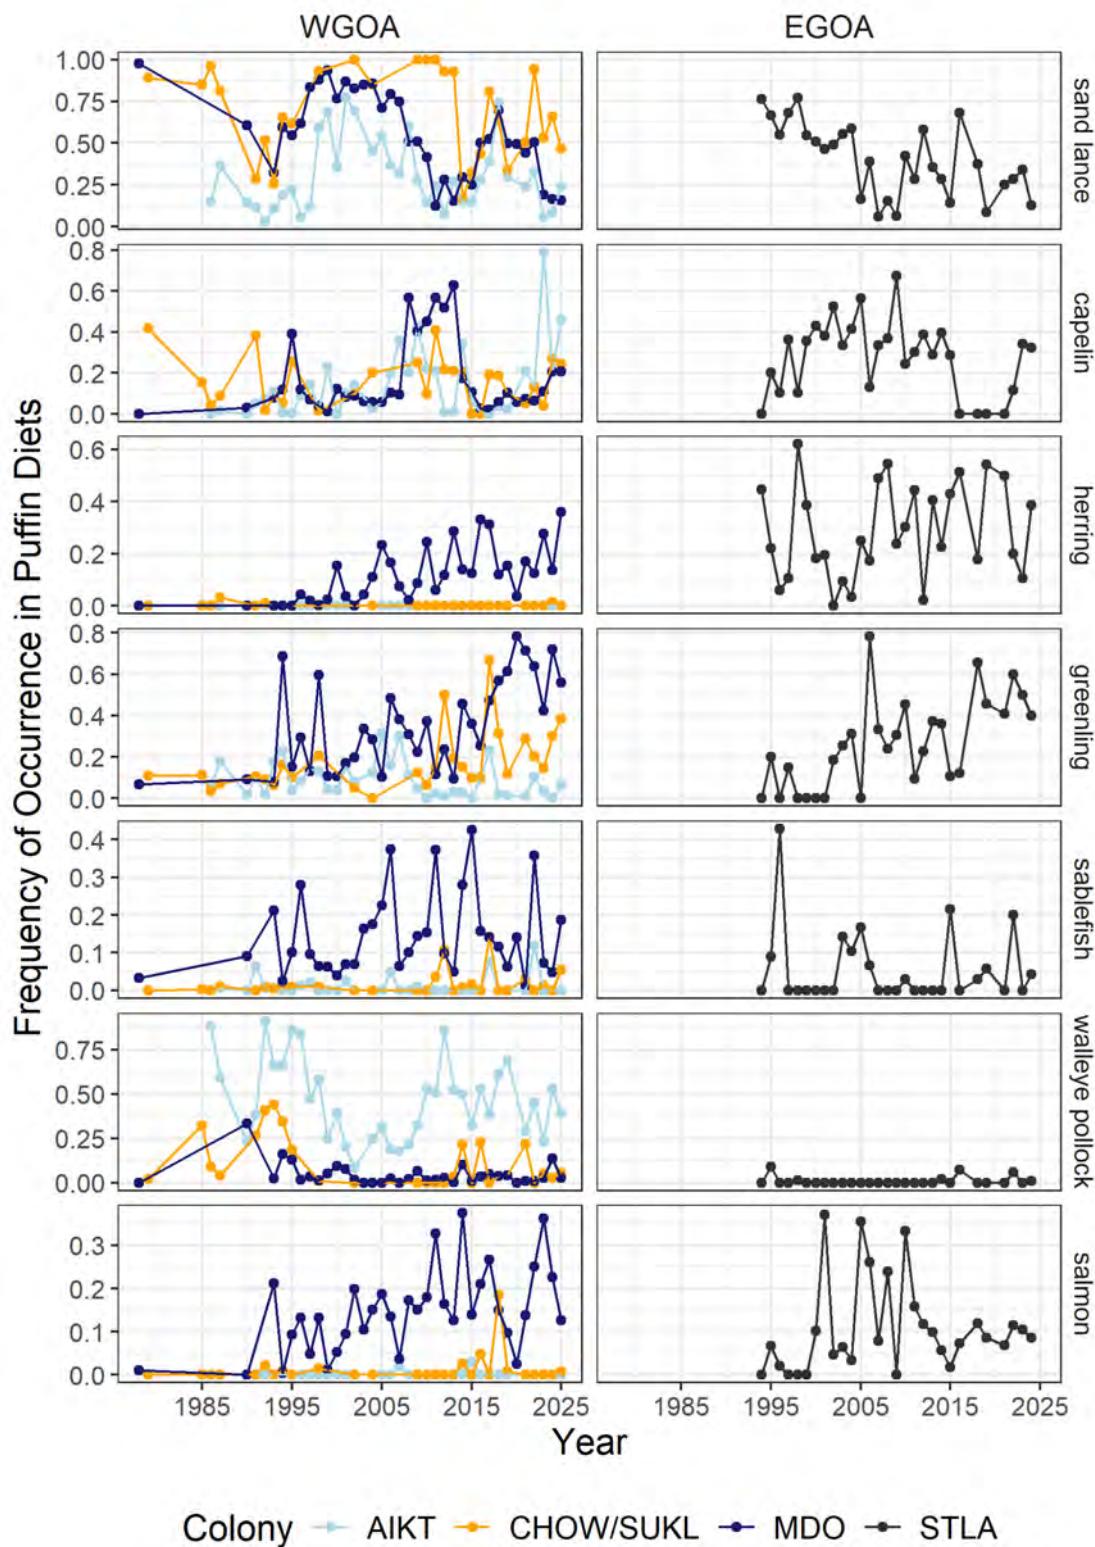 WGOA EGOA
Frequency of Occurrence in Puffin Diets
1.00
0.75
0.50
0.25
0.00
sand lance
0.8
0.6
0.4
0.2
0.0
capelin
0.6
0.4
0.2
0.0
herring
0.8
0.6
0.4
0.2
0.0
greenling
0.4
0.3
0.2
0.1
0.0
sablefish
0.75
0.50
0.25
0.00
walleye pollock
0.3
0.2
0.1
0.0
salmon
1985 1995 2005 2015 2025 1985 1995 2005 2015 2025
Year
Colony AIKT CHOW/SUKL MDO STLA